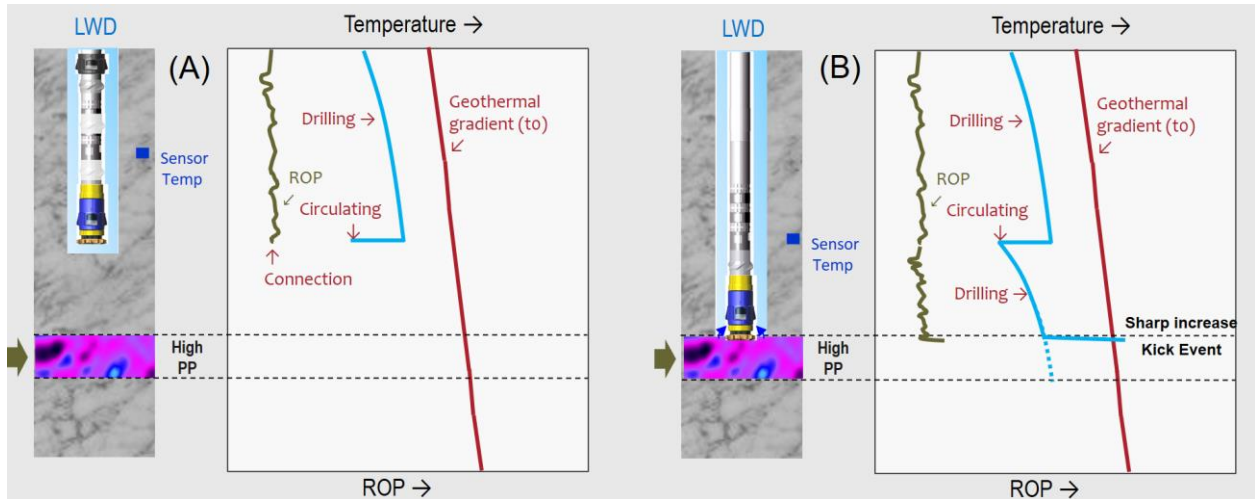 LWD
Temperature →
(A)
Drilling →
Geothermal
gradient (to)
Sensor
Temp
ROP
Circulating
Connection
High
PP
ROP →
LWD
Temperature →
(B)
Drilling →
Geothermal
gradient (to)
ROP
Circulating
Sensor
Temp
Drilling →
Sharp increase
High
PP
Kick Event
ROP →